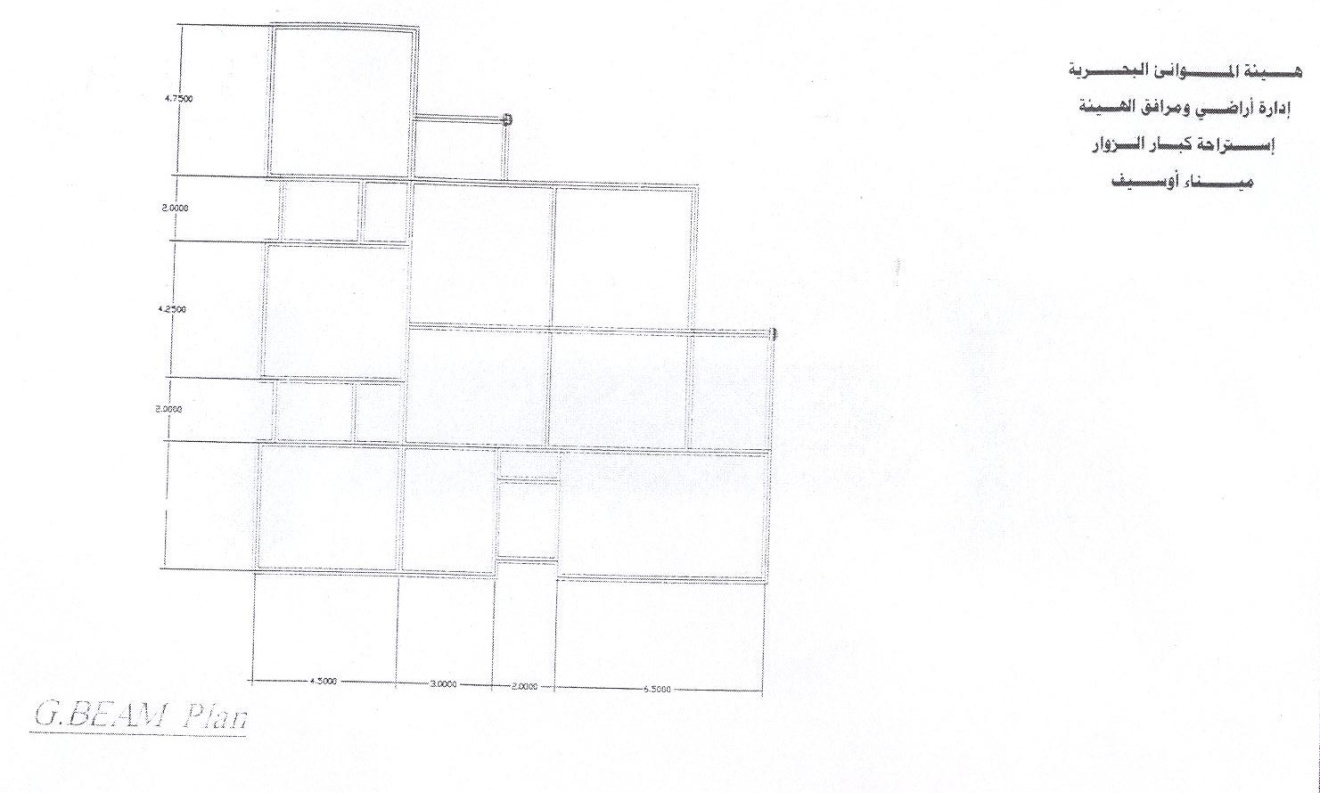 هيئة الموانئ البحرية
إدارة أراضي ومرافق الهيئة
إستراحة كبار الزوار
ميناء أوسيف
4.7500
2.0000
4.2500
2.0000
4.5000
3.0000
2.0000
6.5000
G.BEAM Plan